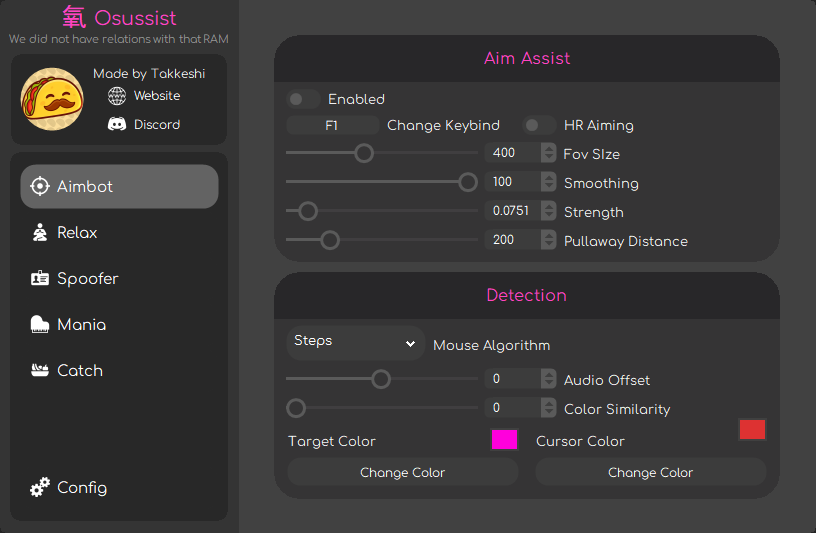 氧 Osussist
We did not have relations with that RAM
Made by Takkeshi
Website
Discord
Aimbot
Relax
Spoofer
Mania
Catch
Config
Aim Assist
Enabled
F1 Change Keybind HR Aiming
400 Fov SIze
100 Smoothing
0.0751 Strength
200 Pullaway Distance
Detection
Steps Mouse Algorithm
0 Audio Offset
0 Color Similarity
Target Color Cursor Color
Change Color Change Color